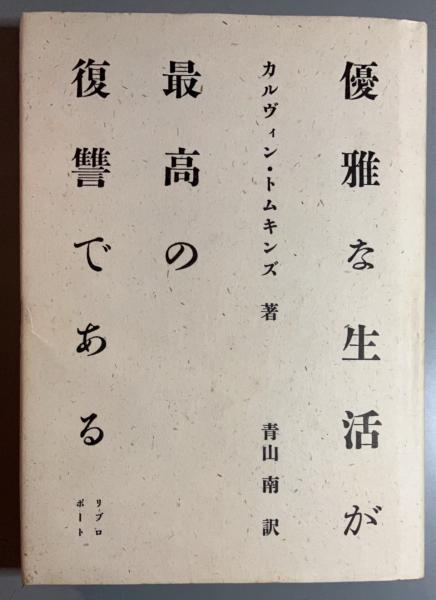 優雅な生活が
カルヴィン・トムキンズ 著
青山 南 訳
最高の
復讐である
リブロ
ポート